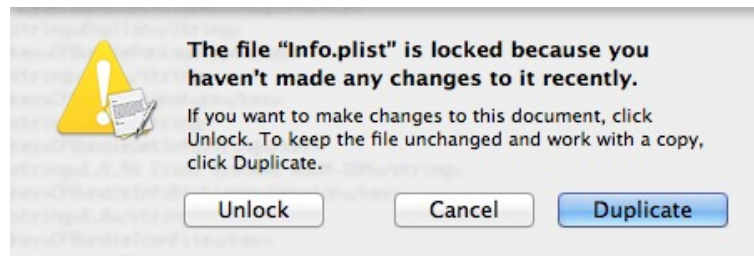 The file “Info.plist” is locked because you
haven't made any changes to it recently.
If you want to make changes to this document, click
Unlock. To keep the file unchanged and work with a copy,
click Duplicate.
Unlock
Cancel
Duplicate